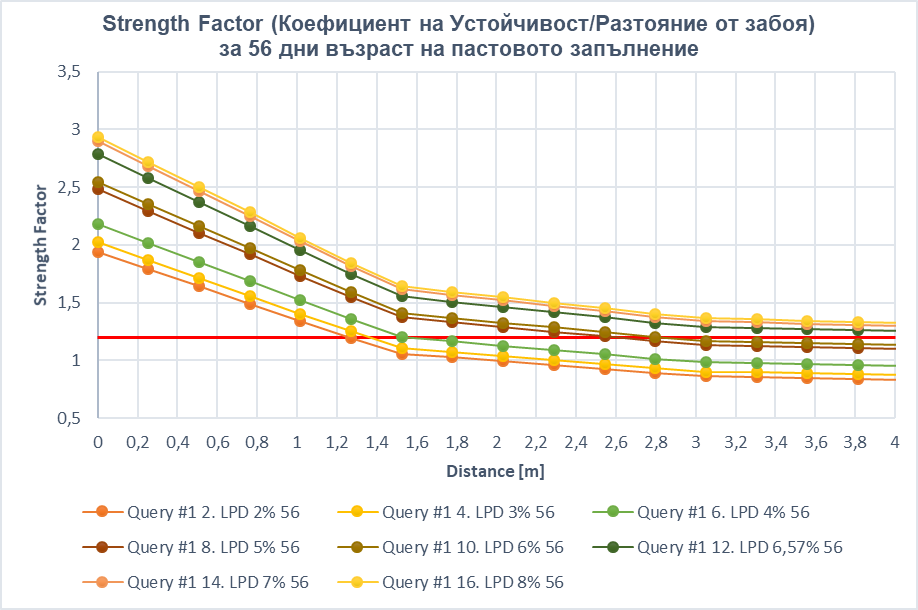 Strength Factor (Коефициент на Устойчивост/Разтояние от забоя)
за 56 дни възраст на пастовото запълнение
3,5
3
2,5
2
1,5
1
0,5
Strength Factor
0 0,2 0,4 0,6 0,8 1 1,2 1,4 1,6 1,8 2 2,2 2,4 2,6 2,8 3 3,2 3,4 3,6 3,8 4
Distance [m]
Query #1 2. LPD 2% 56 Query #1 4. LPD 3% 56 Query #1 6. LPD 4% 56
Query #1 8. LPD 5% 56 Query #1 10. LPD 6% 56 Query #1 12. LPD 6,57% 56
Query #1 14. LPD 7% 56 Query #1 16. LPD 8% 56